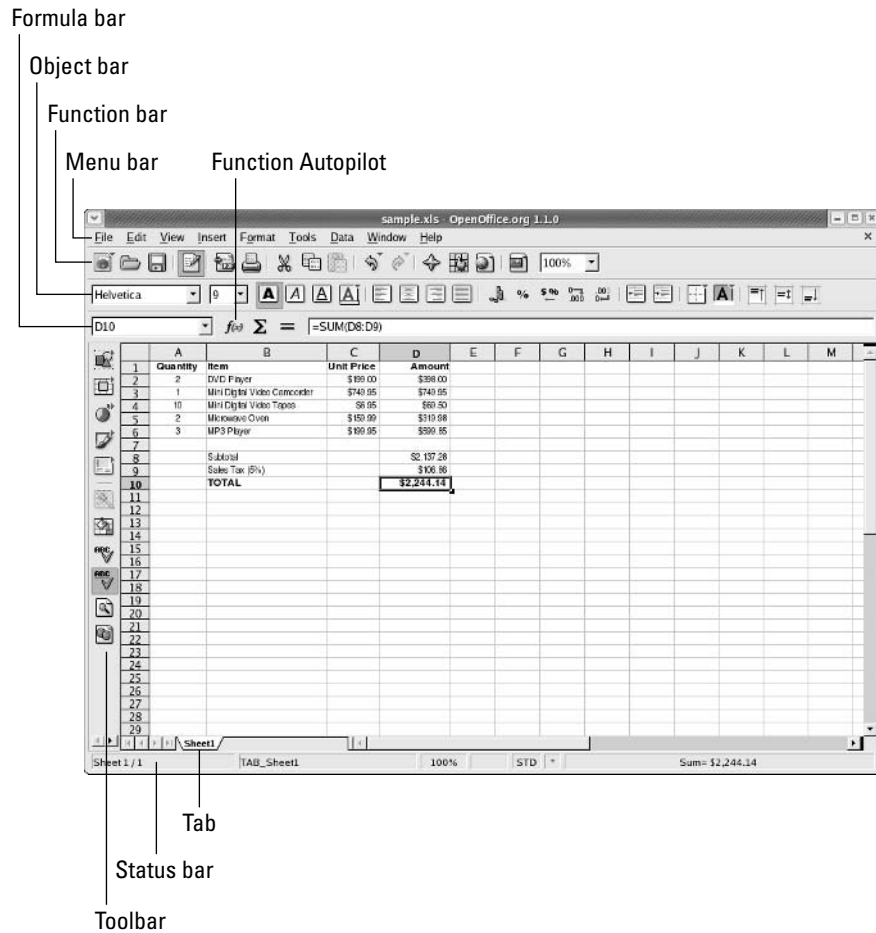 Formula bar
Object bar
Function bar
Menu bar
Function Autopilot
sample.xls - OpenOffice.org 1.1.0
File Edit View Insert Format Tools Data Window Help
100%
Helvetica 9 A A A A % $% .000 .00
D10 f(x) Σ = =SUM(D8:D9)
A B C D E F G H I J K L M
1 Quantity Item Unit Price Amount
2 2 DVD Player $199.00 $398.00
3 1 Mini Digital Video Camcorder $749.95 $749.95
4 10 Mini Digital Video Tapes $6.95 $69.50
5 2 Microwave Oven $159.99 $319.98
6 3 MP3 Player $199.95 $599.85
7
8 Subtotal $2,137.28
9 Sales Tax (5%) $106.86
10 TOTAL $2,244.14
11
12
13
14
15
16
17
18
19
20
21
22
23
24
25
26
27
28
29
ABC
ABC
Sheet1
Sheet 1 / 1 TAB_Sheet1 100% STD * Sum= $2,244.14
Tab
Status bar
Toolbar